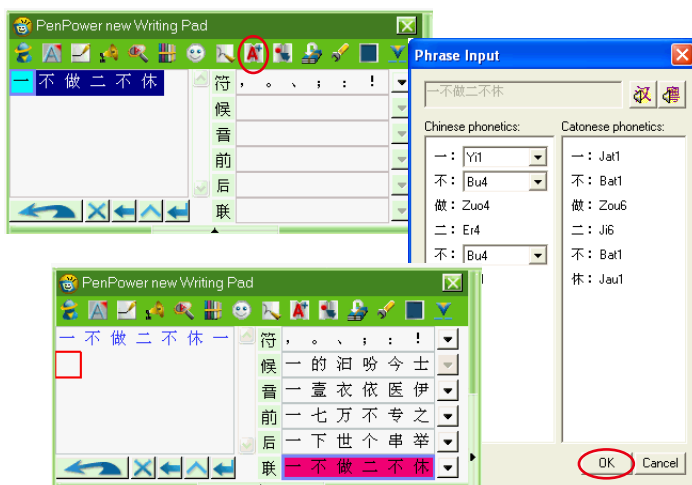 PenPower new Writing Pad
一不做二不休
符 , 。 、 ; : !
候
音
前
后
联
Phrase Input
一不做二不休
汉
Chinese phonetics:
Catonese phonetics:
一: Yi1
一: Jat1
不: Bu4
不: Bat1
做: Zuo4
做: Zou6
二: Er4
二: Ji6
不: Bu4
不: Bat1
休: Jau1
OK
Cancel
PenPower new Writing Pad
一不做二不休一
符 , 。 、 ; : !
候 一 的 汩 吩 今 士
音 一 壹 衣 依 医 伊
前 一 七 万 不 专 之
后 一 下 世 个 串 举
联 一 不 做 二 不 休